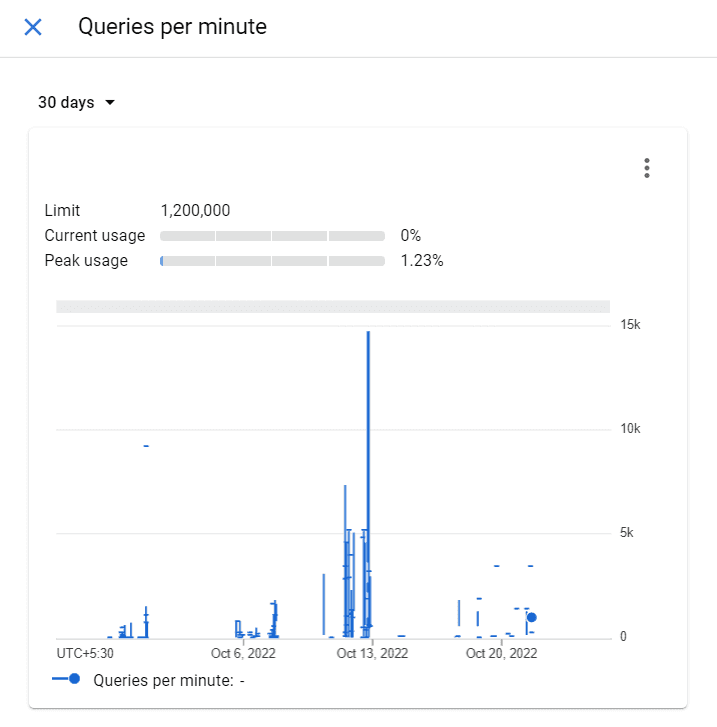 Queries per minute
30 days
Limit 1,200,000
Current usage 0%
Peak usage 1.23%
15k
10k
5k
0
UTC+5:30 Oct 6, 2022 Oct 13, 2022 Oct 20, 2022
Queries per minute: -